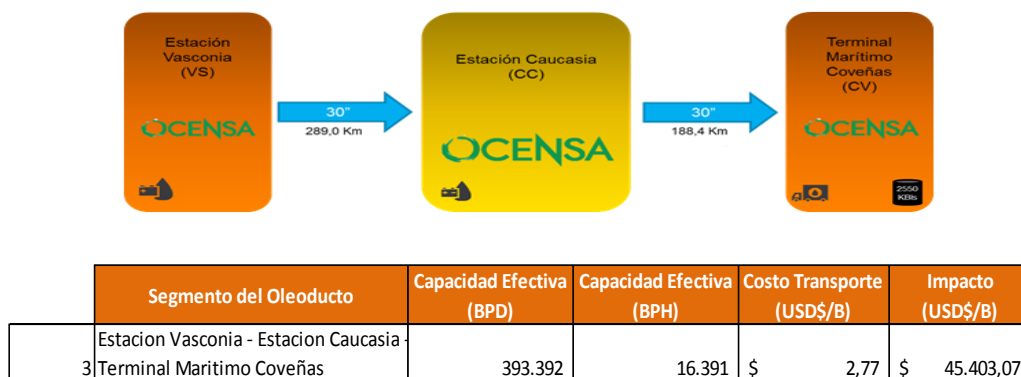 Estación
Vasconia
(VS)
OCENSA
30"
289,0 Km
Estación Caucasia
(CC)
OCENSA
30"
188,4 Km
Terminal
Marítimo
Coveñas
(CV)
OCENSA
2550
KBls
Segmento del Oleoducto
Capacidad Efectiva
(BPD)
Capacidad Efectiva
(BPH)
Costo Transporte
(USD$/B)
Impacto
(USD$/B)
Estacion Vasconia - Estacion Caucasia -
3 Terminal Maritimo Coveñas 393.392 16.391 $ 2,77 $ 45.403,07